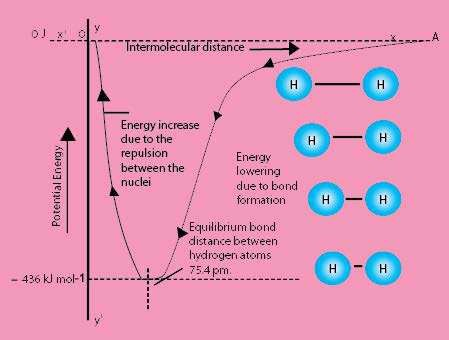 y
0 J x' 0 x A
Intermolecular distance
H H
Energy increase
due to the
repulsion between
the nuclei
H H
Potential Energy
Energy
lowering
due to bond
formation
H H
Equilibrium bond
distance between
hydrogen atoms
75.4 pm.
H H
- 436 kJ mol-1
y'